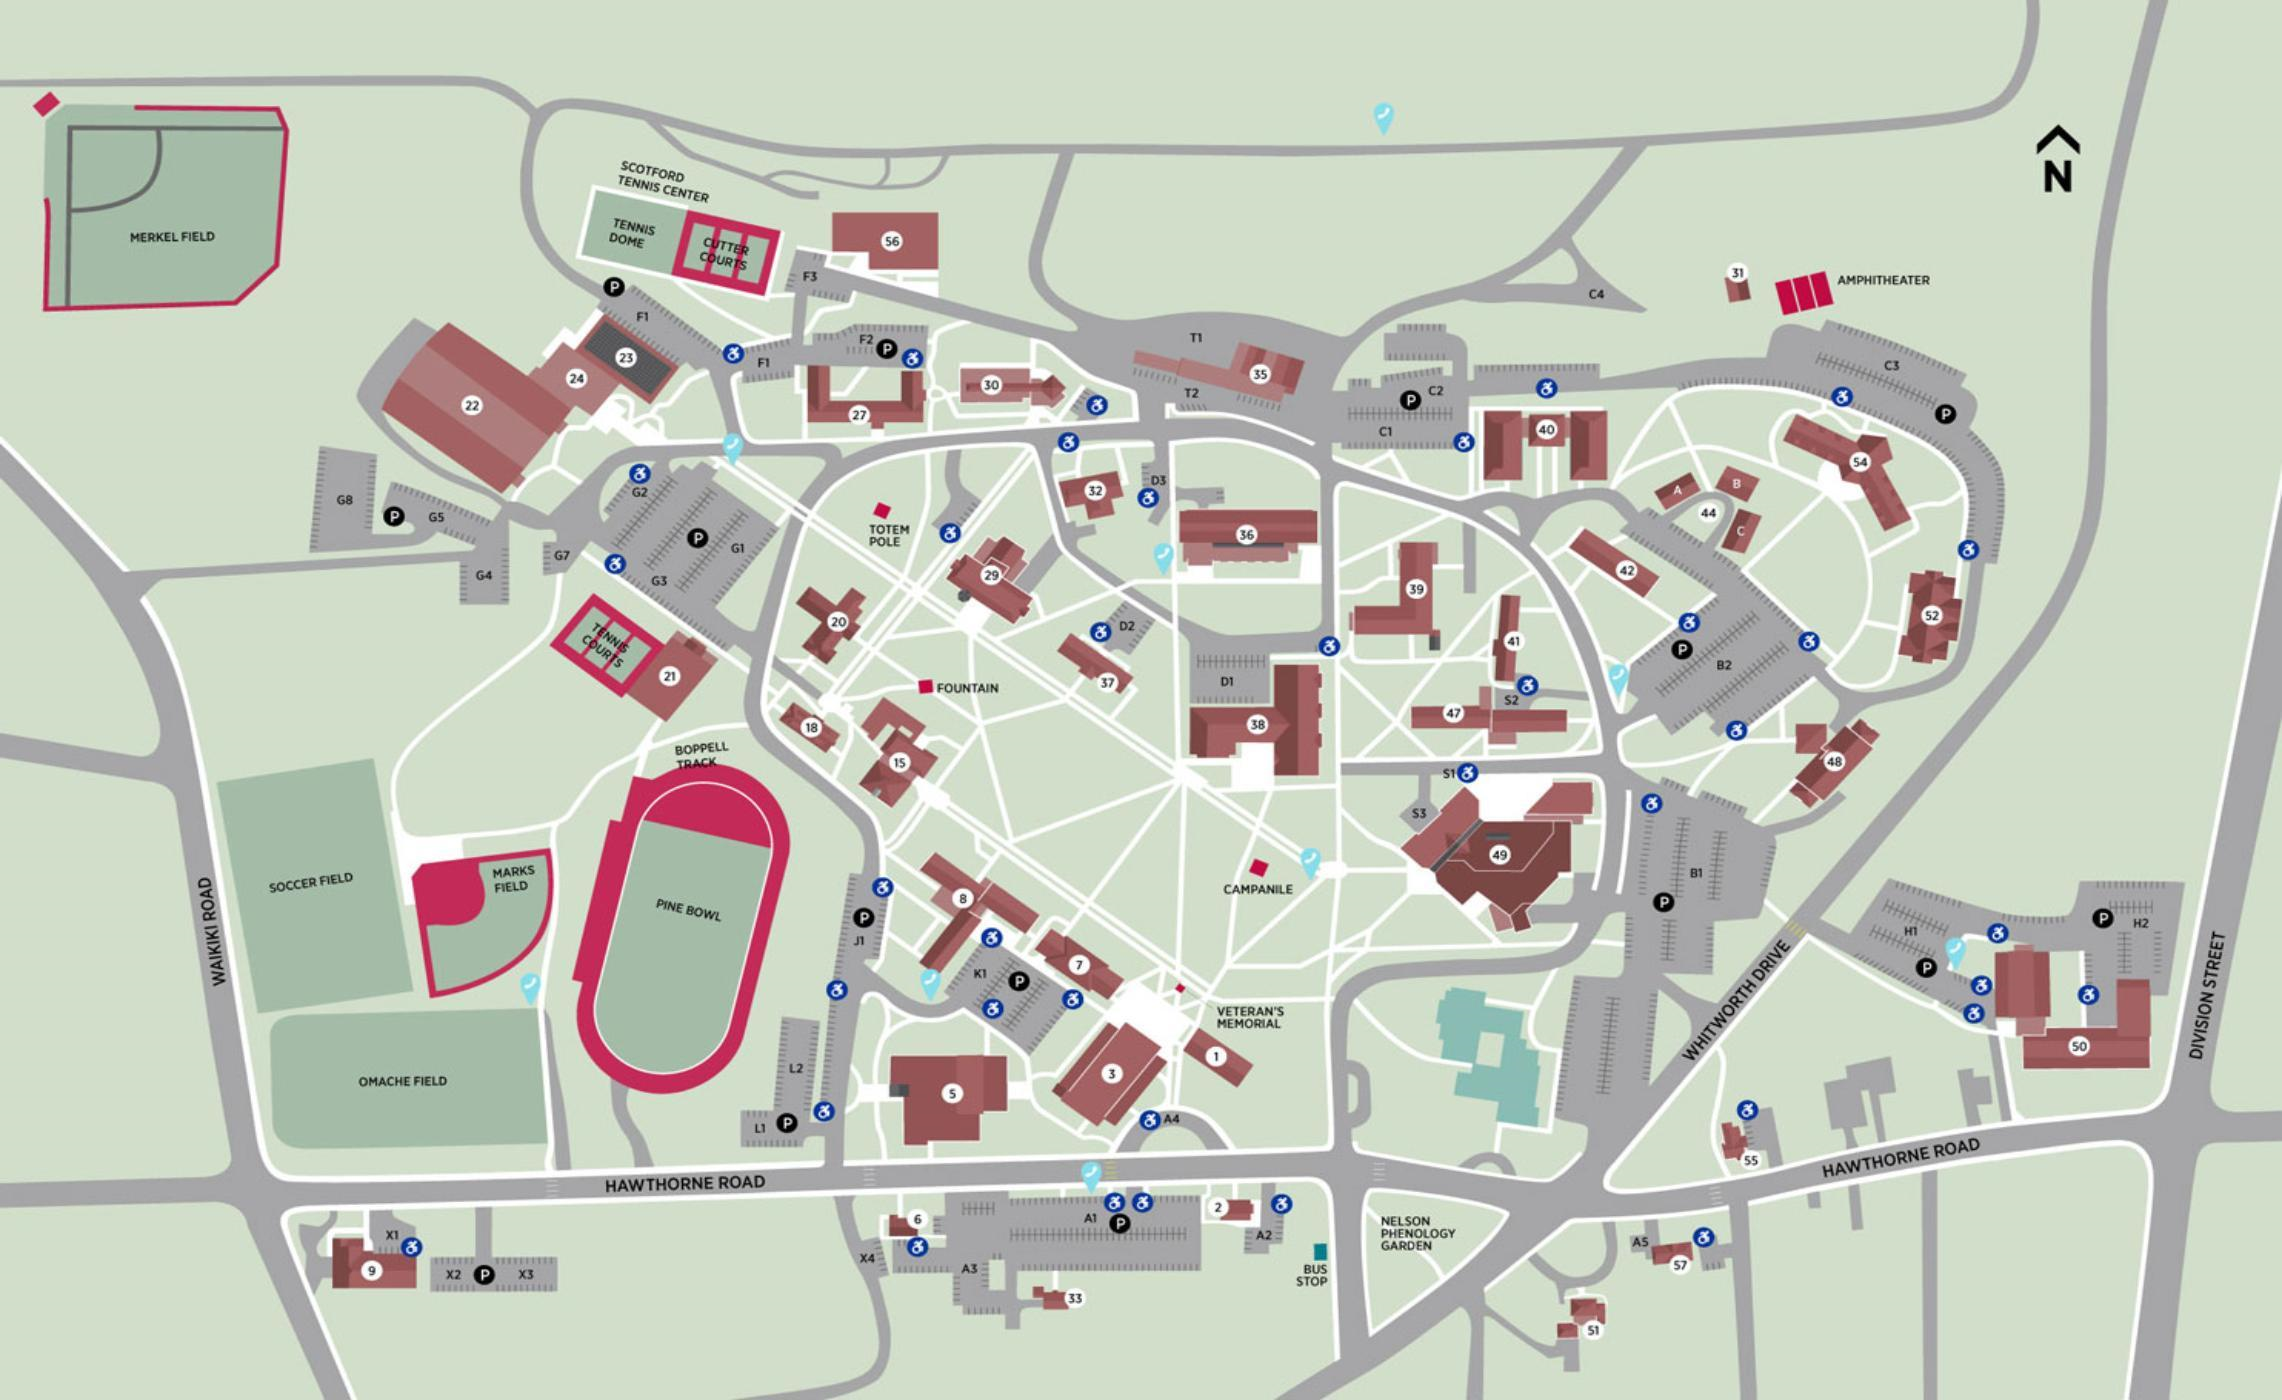 N
SCOTFORD
TENNIS CENTER
TENNIS
DOME
CUTTER
COURTS
MERKEL FIELD
56
F3
31
AMPHITHEATER
C4
P
F1
T1
F2
P
23
F1
24
22
27
30
35
T2
C2
P
C1
40
C3
P
54
G8
P
G5
G2
P
G1
G7
G3
G4
TOTEM
POLE
32
D3
36
A
B
44
C
29
42
39
52
20
D2
37
41
TENNIS
COURTS
21
FOUNTAIN
D1
P
B2
S2
47
18
38
15
48
BOPPELL
TRACK
S1
S3
49
SOCCER FIELD
MARKS
FIELD
PINE BOWL
CAMPANILE
B1
P
8
P
J1
WAIKIKI ROAD
7
K1
P
H1
P
P
H2
VETERAN'S
MEMORIAL
WHITWORTH DRIVE
DIVISION STREET
1
3
50
OMACHE FIELD
L2
5
L1
P
A4
55
HAWTHORNE ROAD
HAWTHORNE ROAD
6
A1
P
2
A2
X4
A3
33
BUS
STOP
NELSON
PHENOLOGY
GARDEN
A5
57
X1
9
X2
P
X3
51